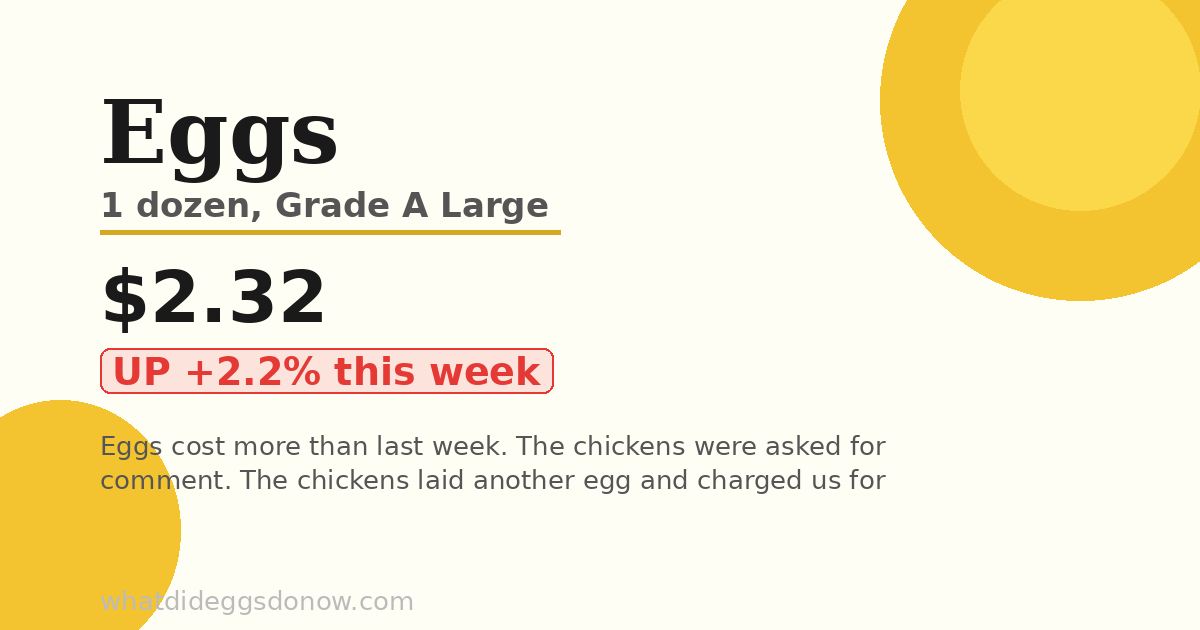 Eggs
1 dozen, Grade A Large
$2.32
UP +2.2% this week
Eggs cost more than last week. The chickens were asked for
comment. The chickens laid another egg and charged us for
whatdideggsdonow.com